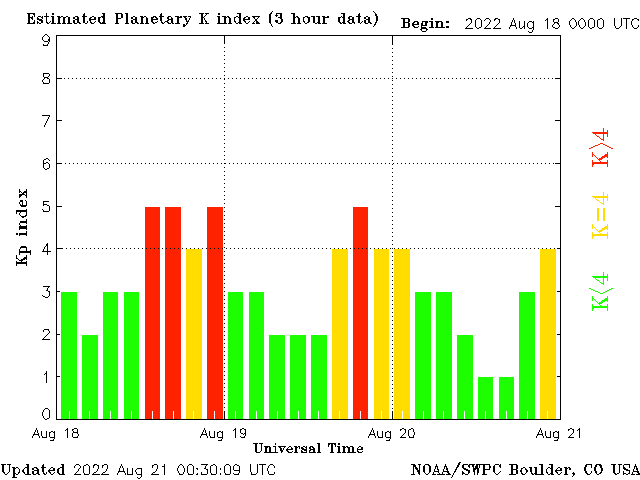 Estimated Planetary K index (3 hour data) Begin: 2022 Aug 18 0000 UTC
9
8
7
6
5
4
3
2
1
0
Kp index
K>4
K=4
K<4
Aug 18 Aug 19 Aug 20 Aug 21
Universal Time
Updated 2022 Aug 21 00:30:09 UTC NOAA/SWPC Boulder, CO USA